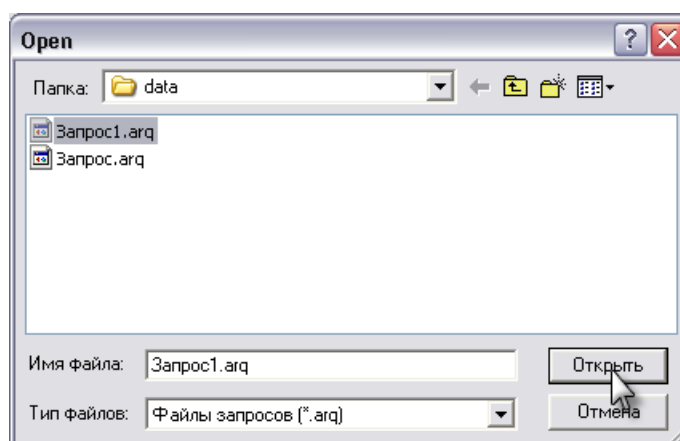 Open
Папка: data
Запрос1.arq
Запрос.arq
Имя файла: Запрос1.arq Открыть
Тип файлов: Файлы запросов (*.arq) Отмена